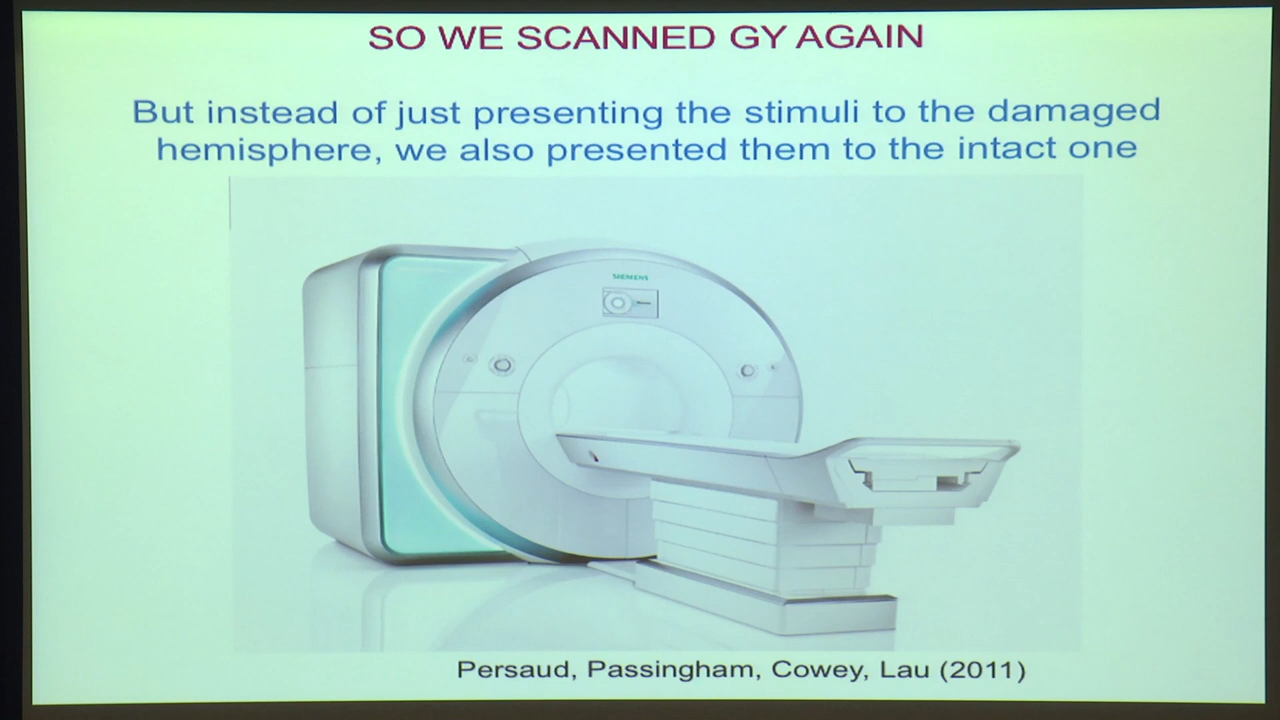 SO WE SCANNED GY AGAIN
But instead of just presenting the stimuli to the damaged
hemisphere, we also presented them to the intact one
SIEMENS
Persaud, Passingham, Cowey, Lau (2011)